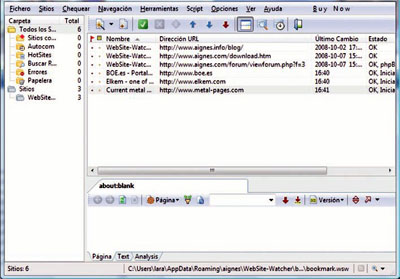 Fichero Sitios Chequear Navegación Herramientas Script Opciones Ver Ayuda Buy Now
Carpeta Total
Todos los S... 6
Sitios co... 0
Autocom 0
HotSites 0
Buscar R... 0
Errores 0
Papelera 0
Sitios 3
WebSite... 3
Nombre Dirección URL Último Cambio Estado
WebSite-Watc... http://www.aignes.info/blog/ 2008-10-02 17:... OK
WebSite-Watc... http://www.aignes.com/download.htm 2008-10-07 15:... OK,
WebSite-Watc... http://www.aignes.com/forum/viewforum.php?f=3 2008-10-07 15... OK, phpB
BOE.es - Portal... http://www.boe.es 16:40 OK, Inicia
Elkem - one of ... http://www.elkem.com 16:40 OK, Inicia
Current metal ... http://www.metal-pages.com 16:41 OK, Inicia
about:blank
Página Versión
Página Text Analysis
Sitios: 6 C:\Users\lara\AppData\Roaming\aignes\WebSite-Watcher\b...\bookmark.wsw